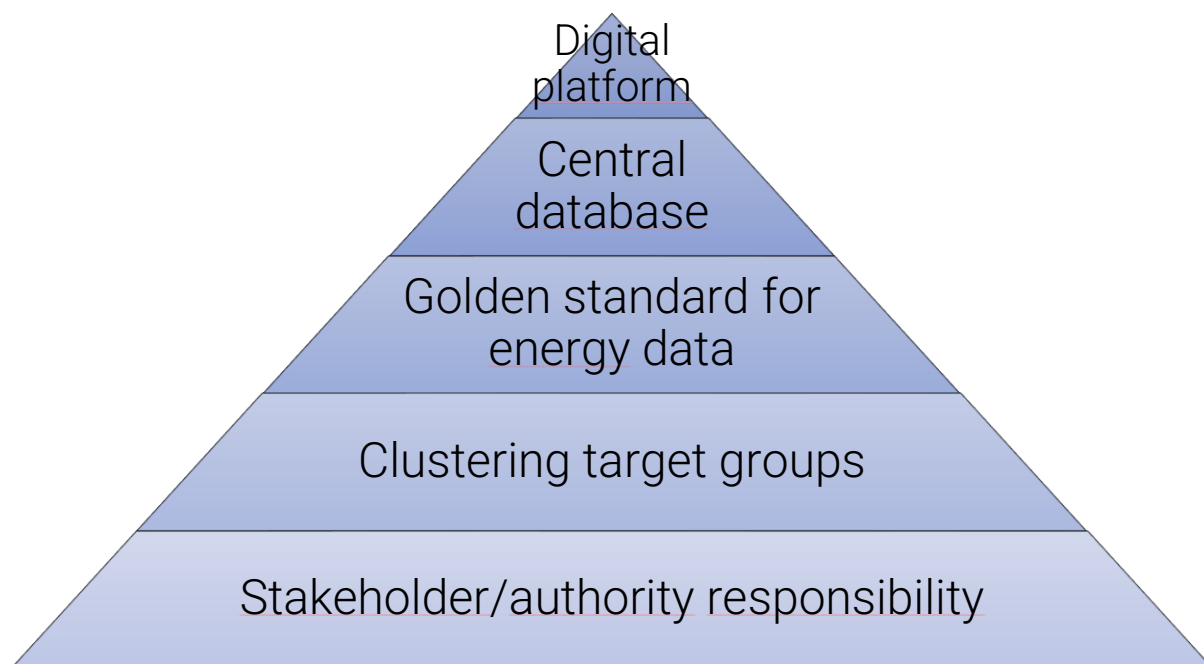 Digital
platform
Central
database
Golden standard for
energy data
Clustering target groups
Stakeholder/authority responsibility